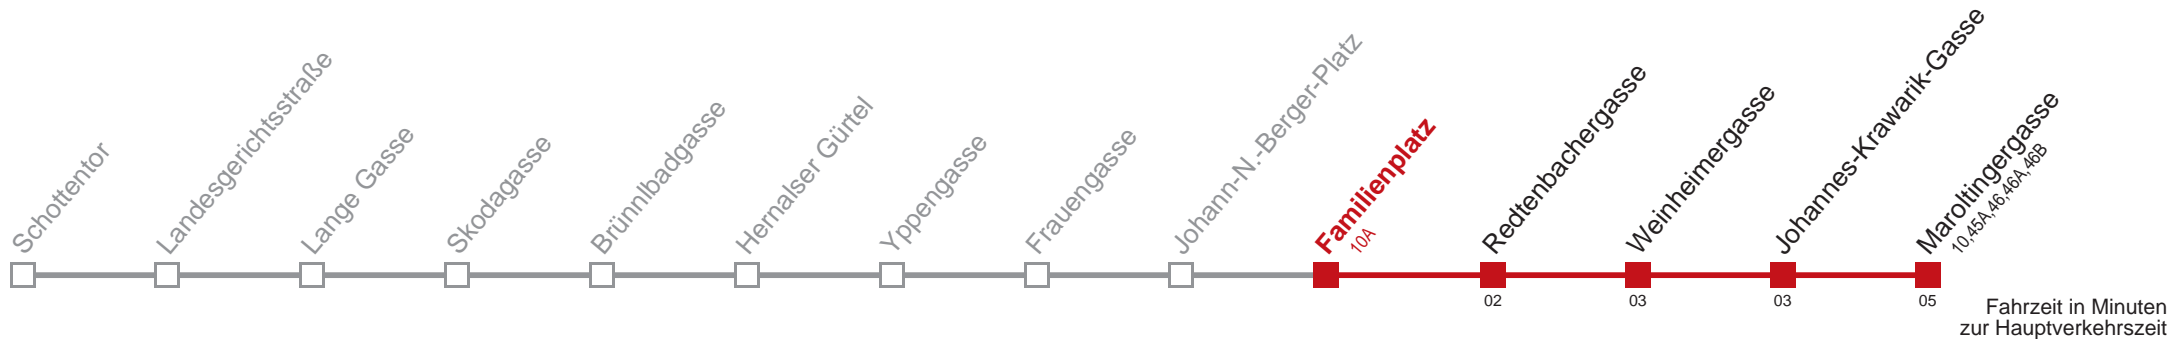 Schottentor
Landesgerichtsstraße
Lange Gasse
Skodagasse
Brünnlbadgasse
Hernalser Gürtel
Yppengasse
Frauengasse
Johann-N.-Berger-Platz
Familienplatz
10A
Redtenbachergasse
Weinheimergasse
Johannes-Krawarik-Gasse
Maroltingergasse
10,45A,46,46A,46B
02
03
03
05
Fahrzeit in Minuten
zur Hauptverkehrszeit